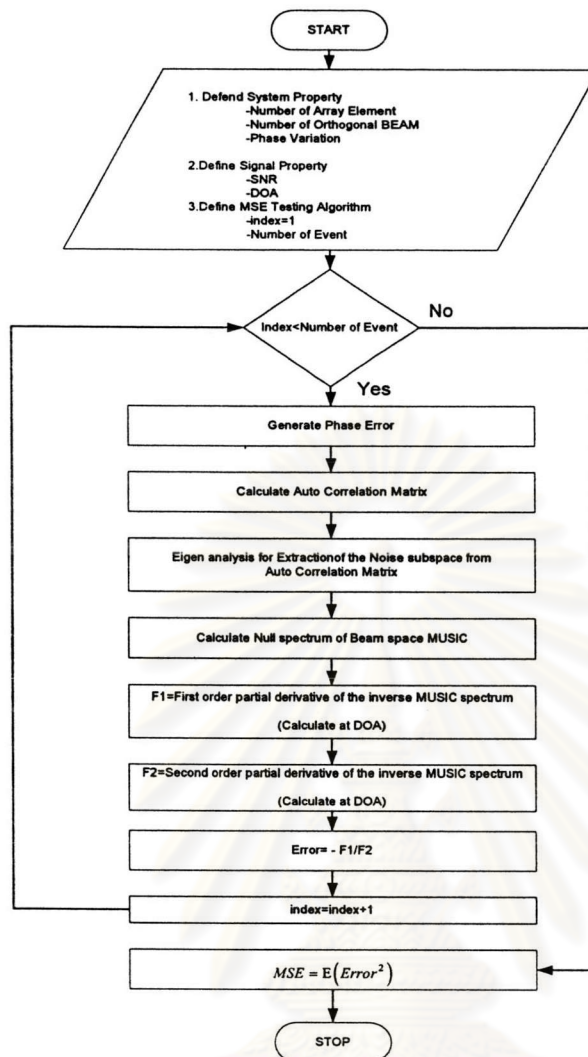 START
1. Defend System Property
-Number of Array Element
-Number of Orthogonal BEAM
-Phase Variation
2.Define Signal Property
-SNR
-DOA
3.Define MSE Testing Algorithm
-index=1
-Number of Event
Index<Number of Event
No
Yes
Generate Phase Error
Calculate Auto Correlation Matrix
Eigen analysis for Extractionof the Noise subspace from
Auto Correlation Matrix
Calculate Null spectrum of Beam space MUSIC
F1=First order partial derivative of the inverse MUSIC spectrum
(Calculate at DOA)
F2=Second order partial derivative of the inverse MUSIC spectrum
(Calculate at DOA)
Error= - F1/F2
index=index+1
MSE = E(Error²)
STOP